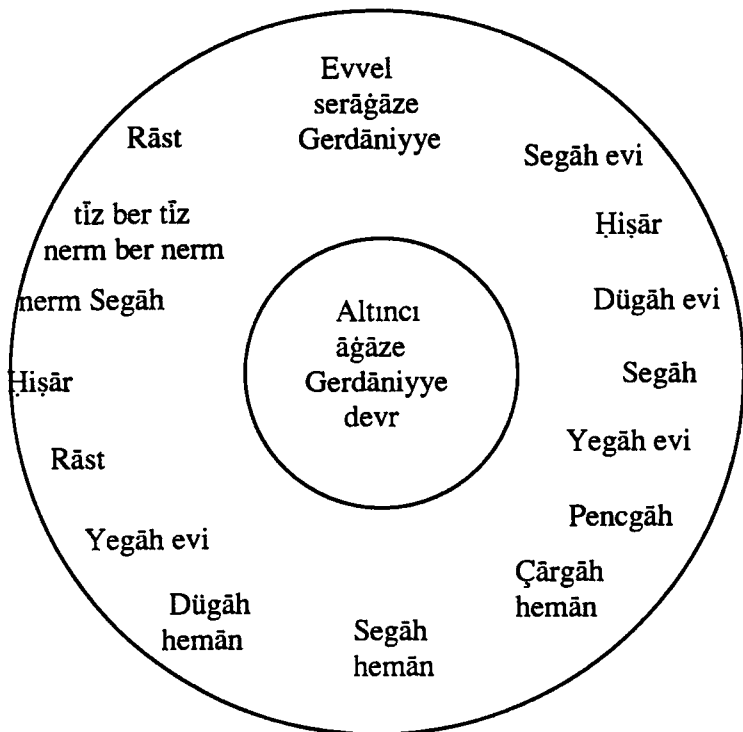 Evvel
serāġāze
Gerdāniyye
Segāh evi
Ḥiṣār
Dügāh evi
Segāh
Yegāh evi
Pencgāh
Çārgāh
hemān
Segāh
hemān
Dügāh
hemān
Yegāh evi
Rāst
Ḥiṣār
nerm Segāh
tīz ber tīz
nerm ber nerm
Rāst
Altıncı
āġāze
Gerdāniyye
devr